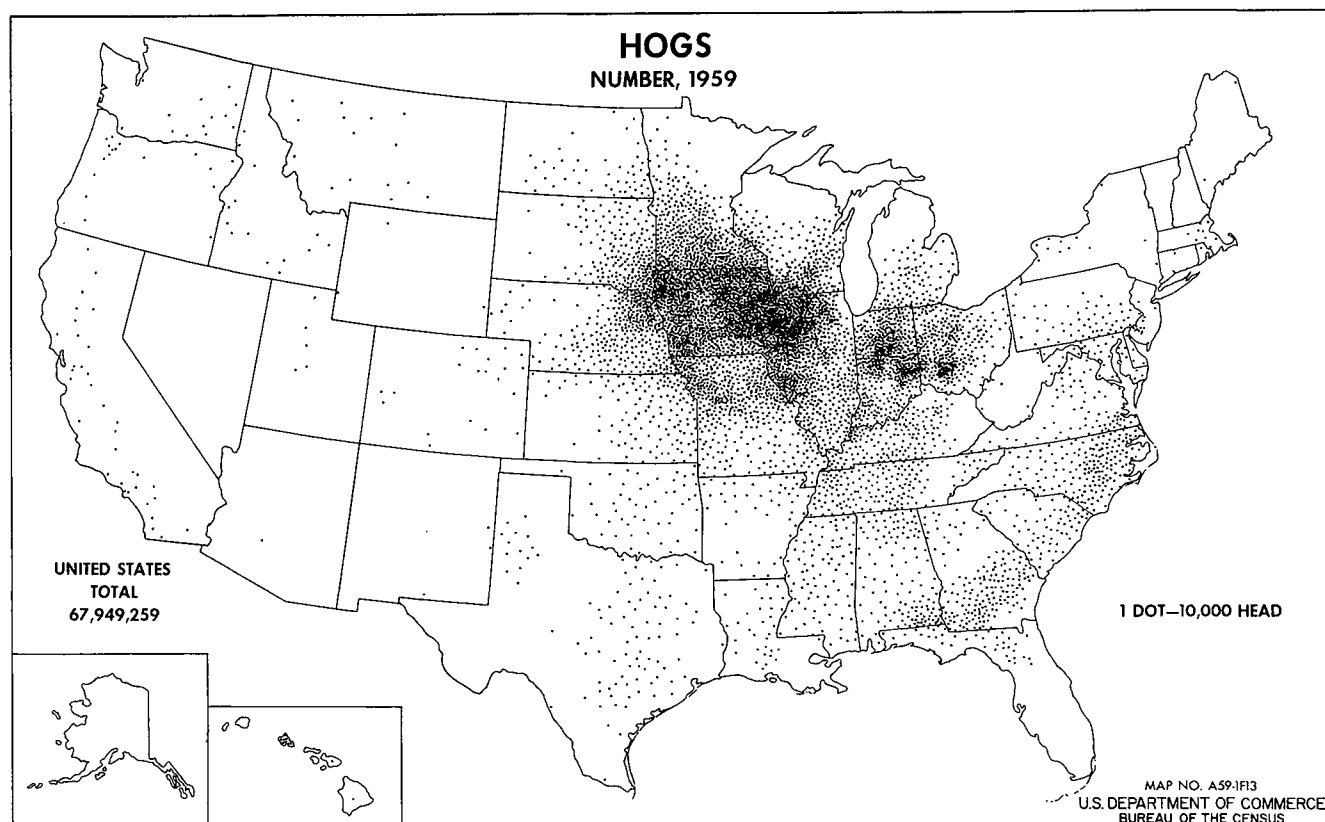 HOGS
NUMBER, 1959
UNITED STATES
TOTAL
67,949,259
1 DOT—10,000 HEAD
MAP NO. A59-1F13
U.S. DEPARTMENT OF COMMERCE
BUREAU OF THE CENSUS